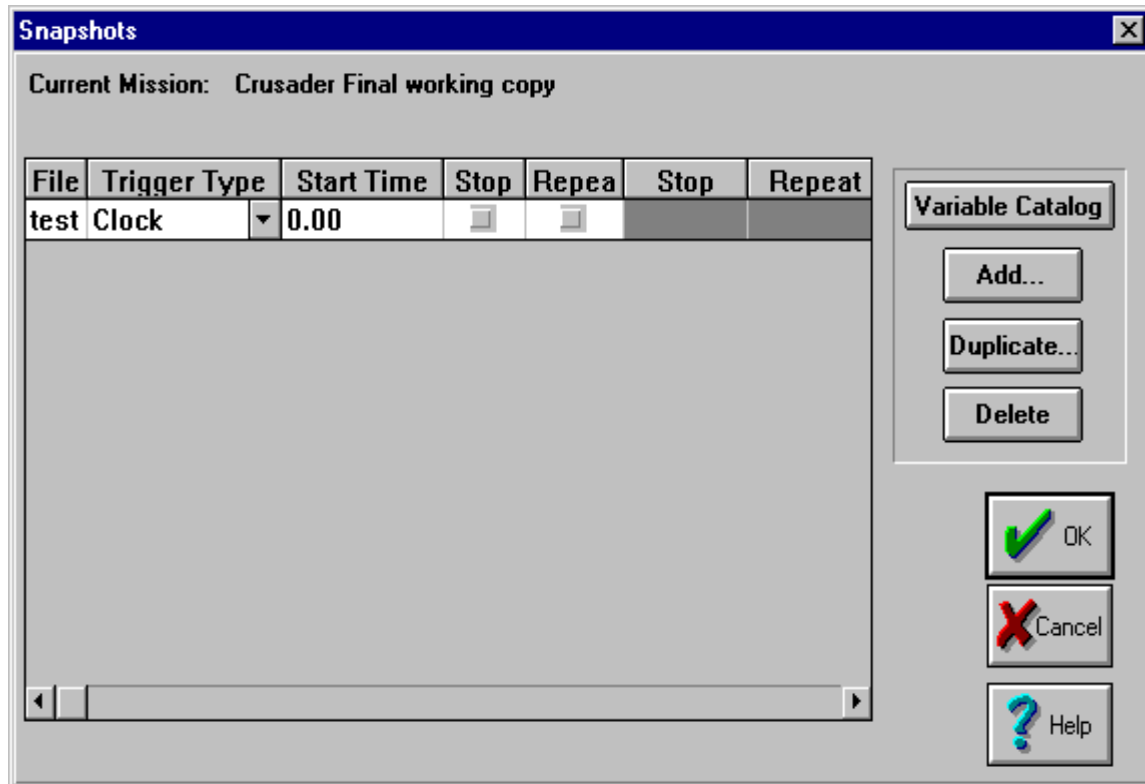 Snapshots
Current Mission: Crusader Final working copy
File Trigger Type Start Time Stop Repea Stop Repeat
test Clock 0.00
Variable Catalog
Add...
Duplicate...
Delete
OK
Cancel
Help